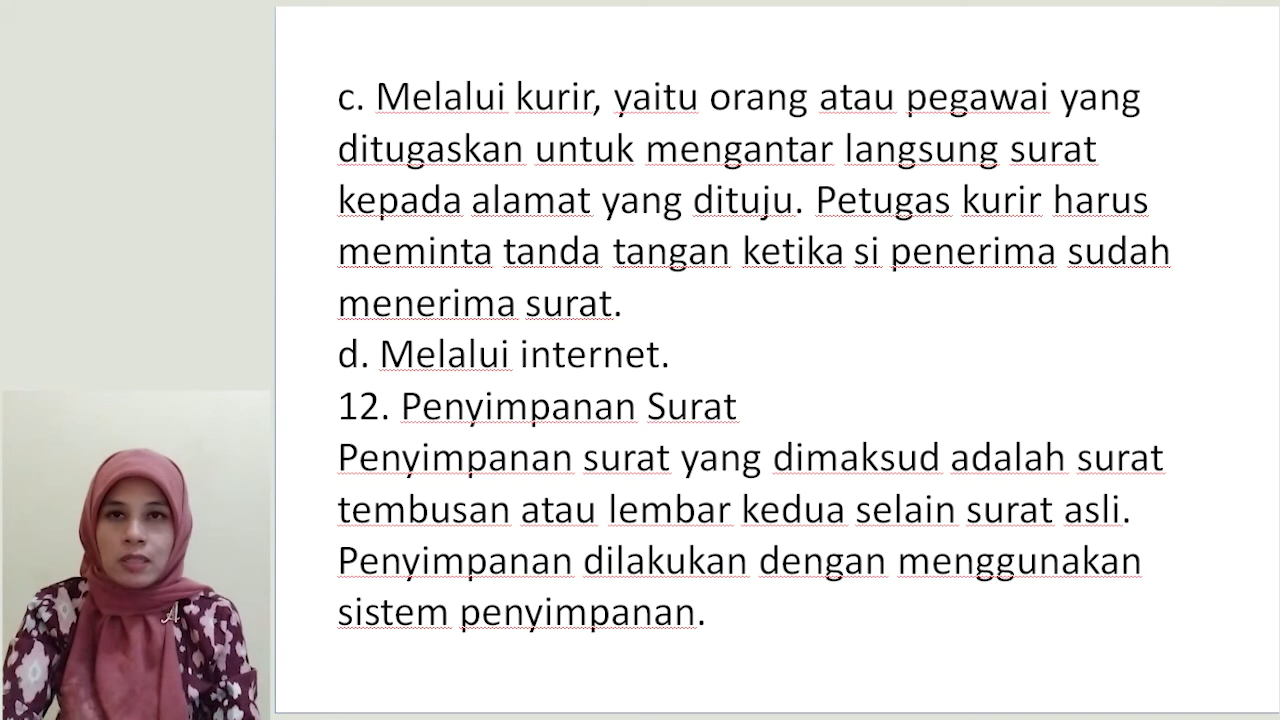 c. Melalui kurir, yaitu orang atau pegawai yang
ditugaskan untuk mengantar langsung surat
kepada alamat yang dituju. Petugas kurir harus
meminta tanda tangan ketika si penerima sudah
menerima surat.
d. Melalui internet.
12. Penyimpanan Surat
Penyimpanan surat yang dimaksud adalah surat
tembusan atau lembar kedua selain surat asli.
Penyimpanan dilakukan dengan menggunakan
sistem penyimpanan.
A